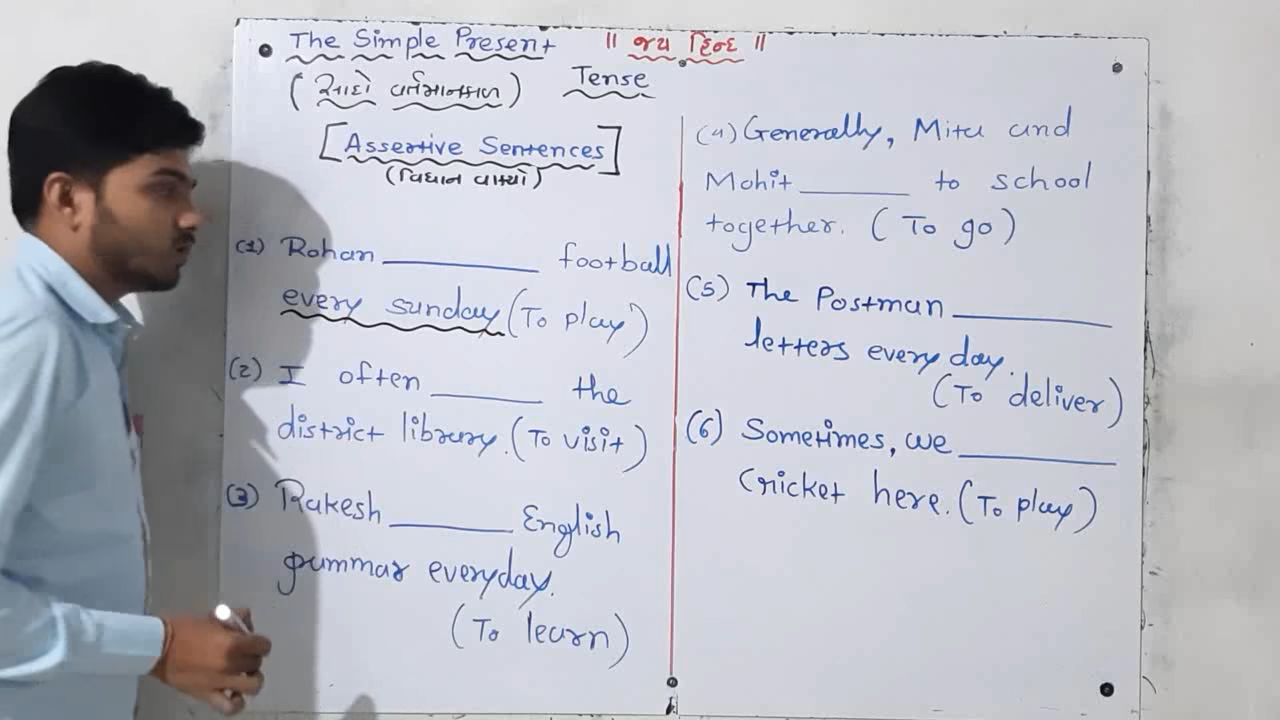 The Simple Present
|| જય હિન્દ ||
(સાદો વર્તમાનકાળ) Tense
[Assertive Sentences]
(વિધાન વાક્યો)
(1) Rohan ________ football
every sunday (To play)
(2) I often ________ the
district library. (To visit)
(3) Rakesh ________ English
grammar everyday.
(To learn)
(4) Generally, Mita and
Mohit ________ to school
together. (To go)
(5) The Postman ________
letters every day.
(To deliver)
(6) Sometimes, we ________
Cricket here. (To play)